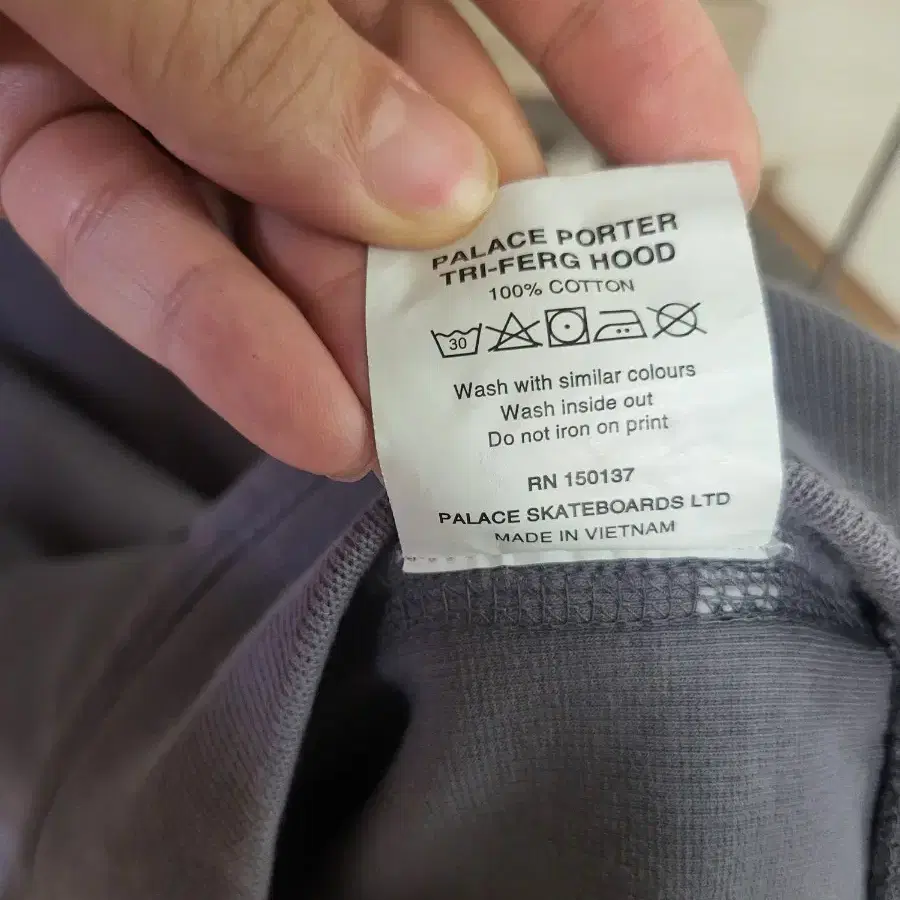 PALACE PORTER
TRI-FERG HOOD
100% COTTON
30
Wash with similar colours
Wash inside out
Do not iron on print
RN 150137
PALACE SKATEBOARDS LTD
MADE IN VIETNAM